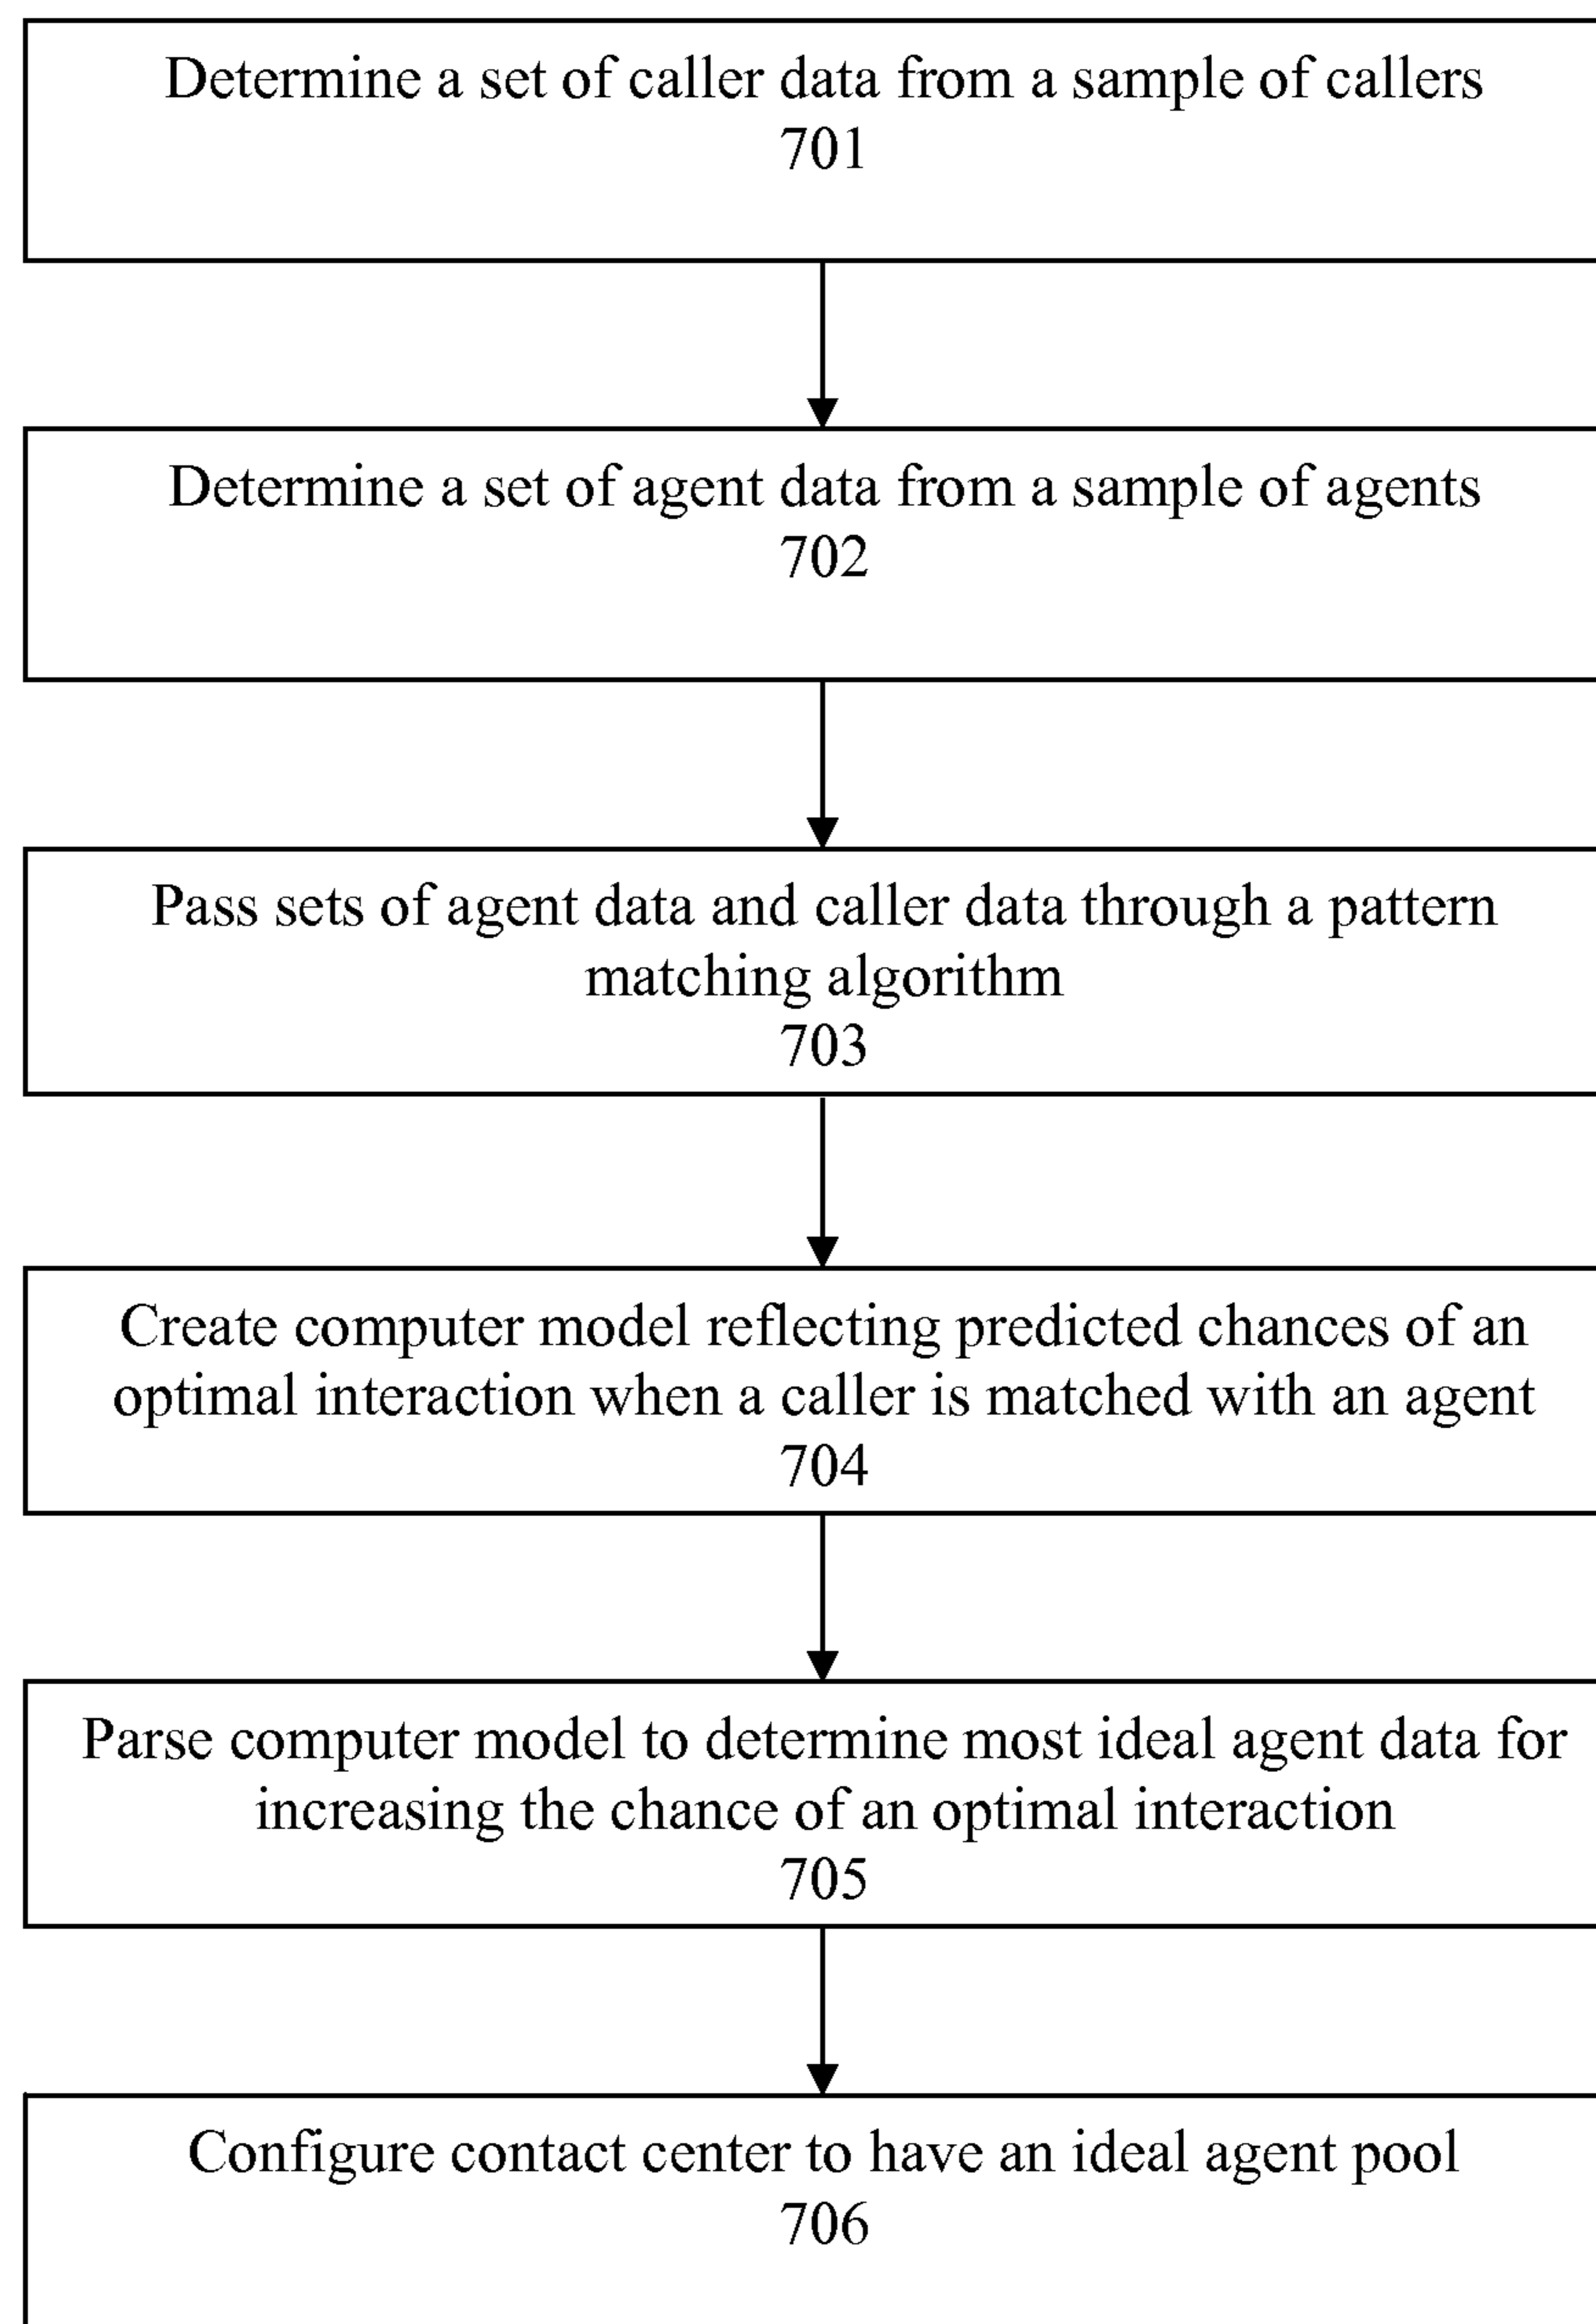 Determine a set of caller data from a sample of callers
701
Determine a set of agent data from a sample of agents
702
Pass sets of agent data and caller data through a pattern
matching algorithm
703
Create computer model reflecting predicted chances of an
optimal interaction when a caller is matched with an agent
704
Parse computer model to determine most ideal agent data for
increasing the chance of an optimal interaction
705
Configure contact center to have an ideal agent pool
706